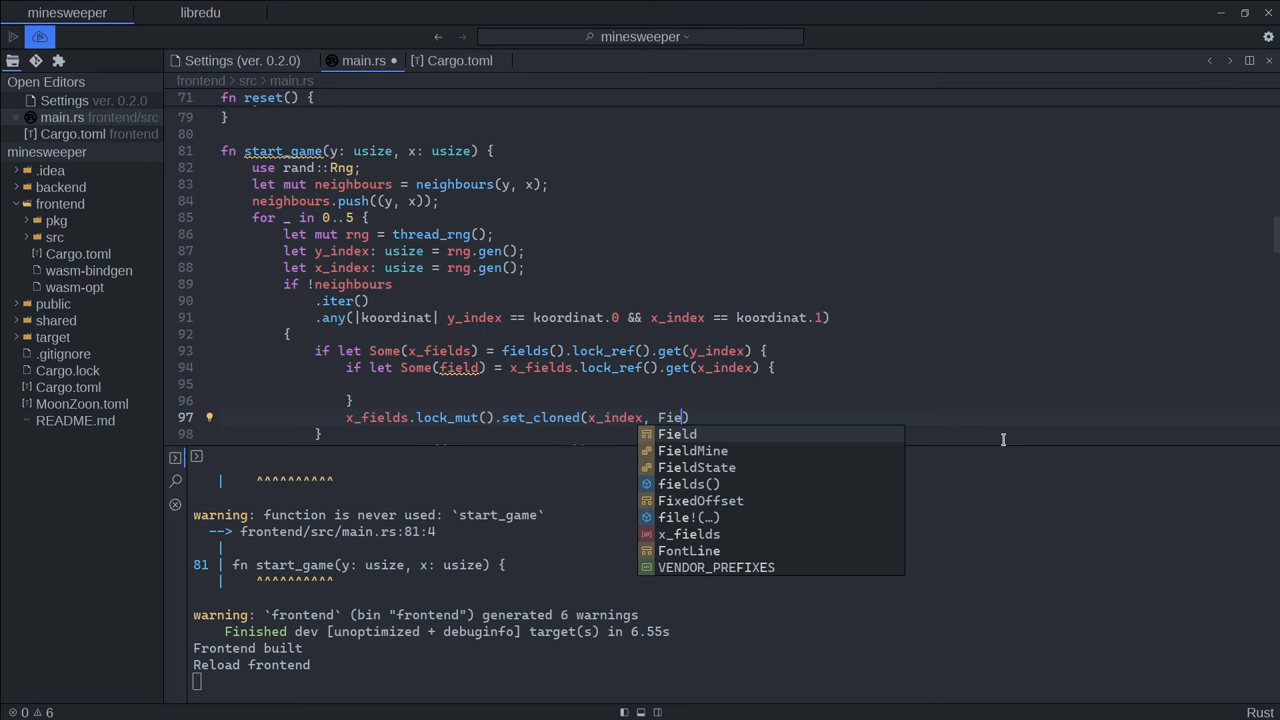 minesweeper
libredu
minesweeper
Open Editors
Settings ver. 0.2.0
main.rs frontend/src
Cargo.toml frontend
minesweeper
.idea
backend
frontend
pkg
src
Cargo.toml
wasm-bindgen
wasm-opt
public
shared
target
.gitignore
Cargo.lock
Cargo.toml
MoonZoon.toml
README.md
Settings (ver. 0.2.0)
main.rs
Cargo.toml
frontend > src > main.rs
71 fn reset() {
79 }
80
81 fn start_game(y: usize, x: usize) {
82 use rand::Rng;
83 let mut neighbours = neighbours(y, x);
84 neighbours.push((y, x));
85 for _ in 0..5 {
86 let mut rng = thread_rng();
87 let y_index: usize = rng.gen();
88 let x_index: usize = rng.gen();
89 if !neighbours
90 .iter()
91 .any(|koordinat| y_index == koordinat.0 && x_index == koordinat.1)
92 {
93 if let Some(x_fields) = fields().lock_ref().get(y_index) {
94 if let Some(field) = x_fields.lock_ref().get(x_index) {
95
96 }
97 x_fields.lock_mut().set_cloned(x_index, Fie)
98 }
Field
FieldMine
FieldState
fields()
FixedOffset
file!(…)
x_fields
FontLine
VENDOR_PREFIXES
| ^^^^^^^^^^
warning: function is never used: `start_game`
--> frontend/src/main.rs:81:4
|
81 | fn start_game(y: usize, x: usize) {
| ^^^^^^^^^^
warning: `frontend` (bin "frontend") generated 6 warnings
Finished dev [unoptimized + debuginfo] target(s) in 6.55s
Frontend built
Reload frontend
0 6
Rust